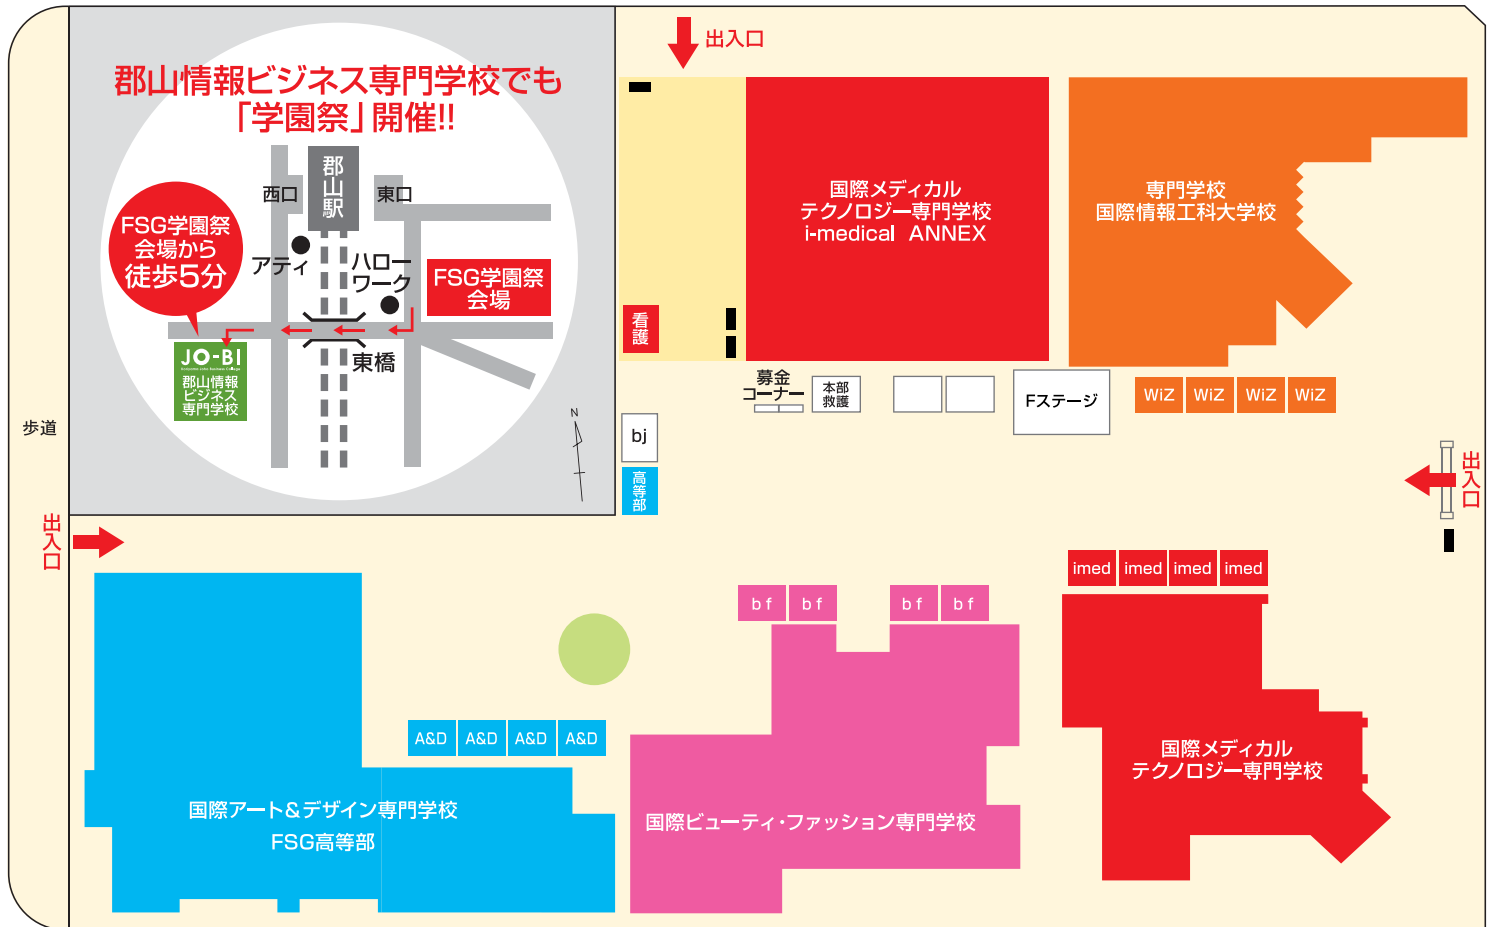 郡山情報ビジネス専門学校でも
「学園祭」開催!!
郡山駅
西口
東口
FSG学園祭
会場から
徒歩5分
アティ
ハロー
ワーク
FSG学園祭
会場
東橋
JO-BI
郡山情報
ビジネス
専門学校
N
歩道
出入口
出入口
国際メディカル
テクノロジー専門学校
i-medical ANNEX
専門学校
国際情報工科大学校
看護
募金
コーナー
本部
救護
Fステージ
WiZ
WiZ
WiZ
WiZ
bj
高等部
出入口
imed
imed
imed
imed
bf
bf
bf
bf
A&D
A&D
A&D
A&D
国際アート&デザイン専門学校
FSG高等部
国際ビューティ・ファッション専門学校
国際メディカル
テクノロジー専門学校